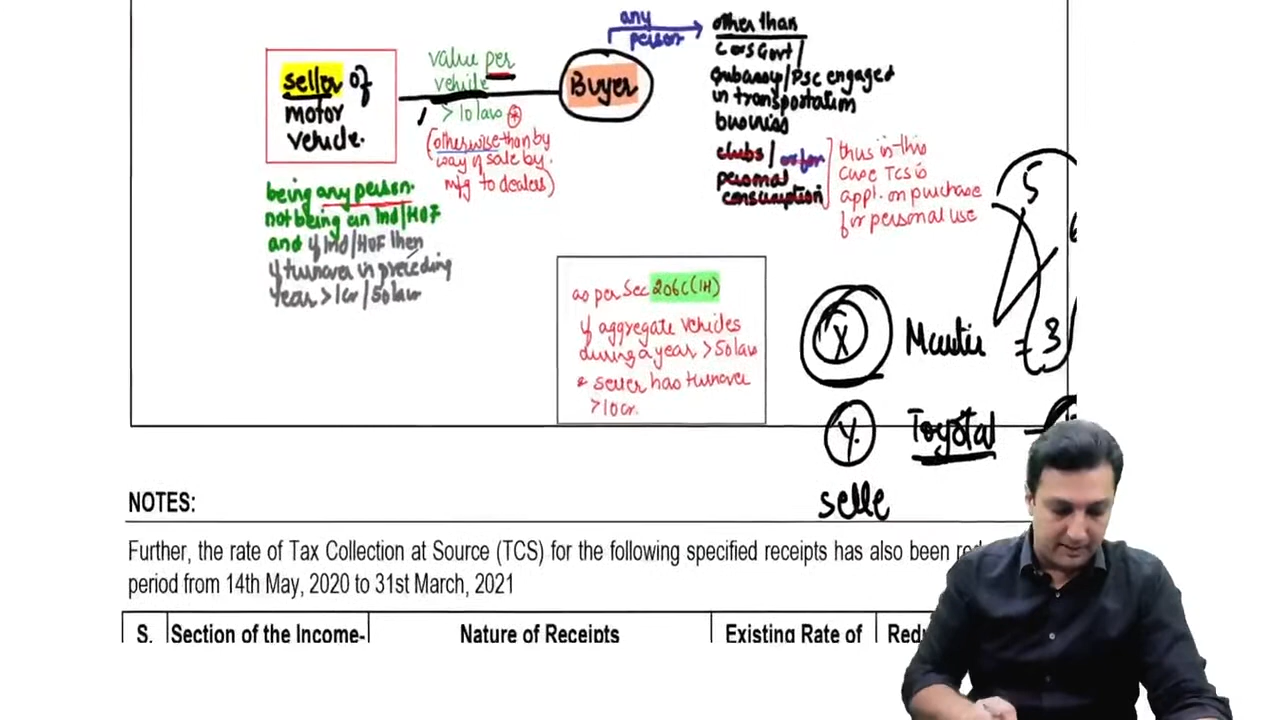 any
person
other than
Cen Govt /
embassy / PSC engaged
in transportation
business
clubs / or for
personal
consumption
thus in this
case TCS is
appl. on purchase
for personal use
seller of
motor
vehicle.
value per
vehicle
> 10 lacs
(otherwise than by
way of sale by
mfg to dealers)
Buyer
being any person.
not being an Ind/HUF
and if Ind/HUF then
if turnover in preceding
year > 1cr / 50 lacs
as per Sec 206C(1H)
if aggregate vehicles
during a year > 50 lacs
& seller has turnover
> 10 cr.
5
X Maruti = 3
Y.
selle
NOTES:
Further, the rate of Tax Collection at Source (TCS) for the following specified receipts has also been
period from 14th May, 2020 to 31st March, 2021
S. Section of the Income- Nature of Receipts Existing Rate of